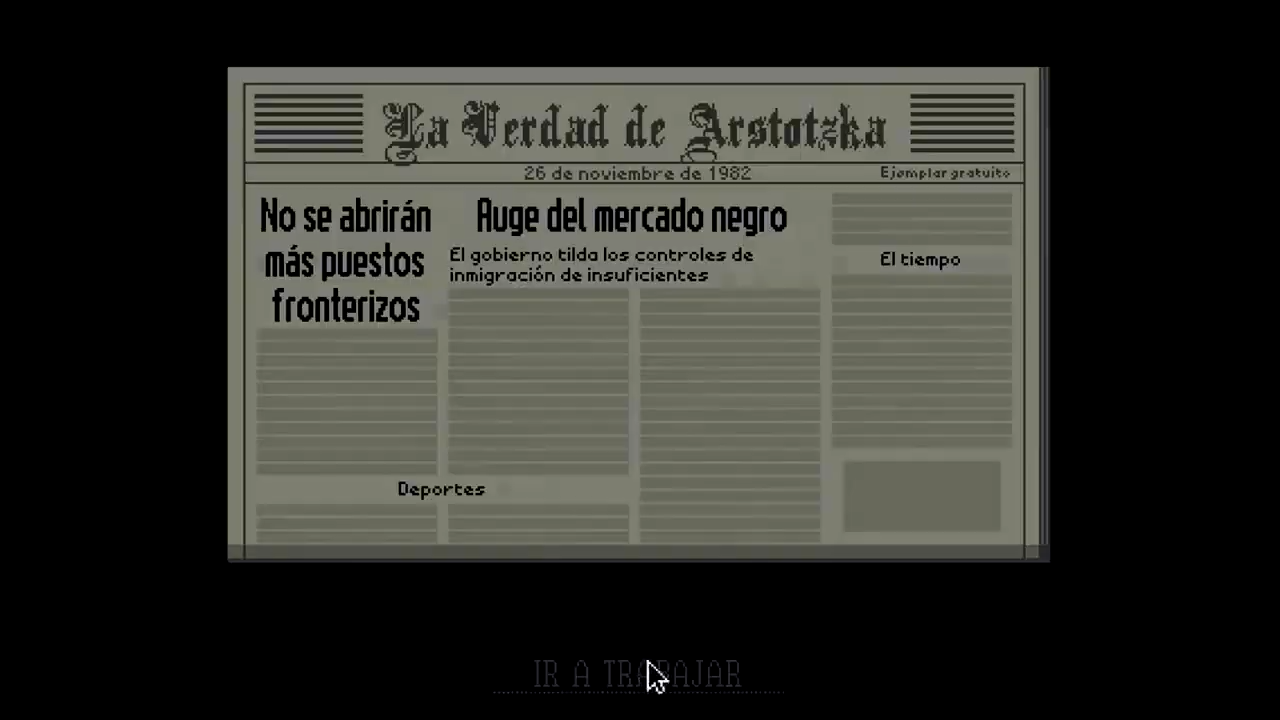 La Verdad de Arstotzka
26 de noviembre de 1982
Ejemplar gratuito
No se abrirán
más puestos
fronterizos
Auge del mercado negro
El gobierno tilda los controles de
inmigración de insuficientes
El tiempo
Deportes
IR A TRABAJAR